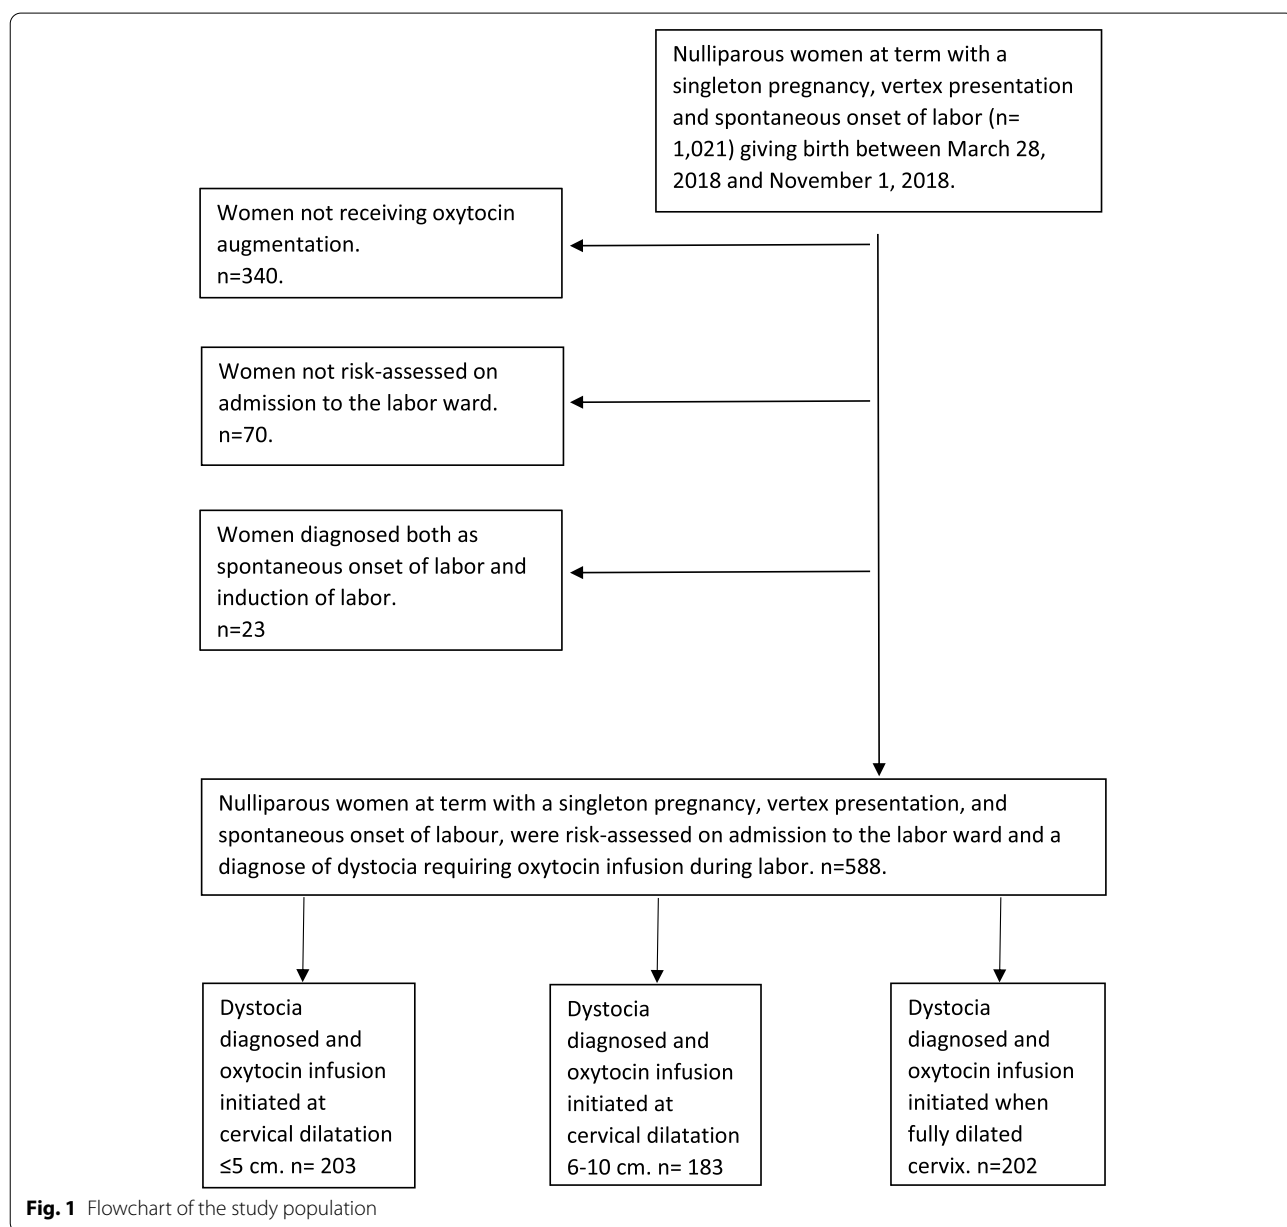 Nulliparous women at term with a
singleton pregnancy, vertex presentation
and spontaneous onset of labor (n=
1,021) giving birth between March 28,
2018 and November 1, 2018.
Women not receiving oxytocin
augmentation.
n=340.
Women not risk-assessed on
admission to the labor ward.
n=70.
Women diagnosed both as
spontaneous onset of labor and
induction of labor.
n=23
Nulliparous women at term with a singleton pregnancy, vertex presentation, and
spontaneous onset of labour, were risk-assessed on admission to the labor ward and a
diagnose of dystocia requiring oxytocin infusion during labor. n=588.
Dystocia
diagnosed and
oxytocin infusion
initiated at
cervical dilatation
≤5 cm. n= 203
Dystocia
diagnosed and
oxytocin infusion
initiated at
cervical dilatation
6-10 cm. n= 183
Dystocia
diagnosed and
oxytocin infusion
initiated when
fully dilated
cervix. n=202
Fig. 1 Flowchart of the study population